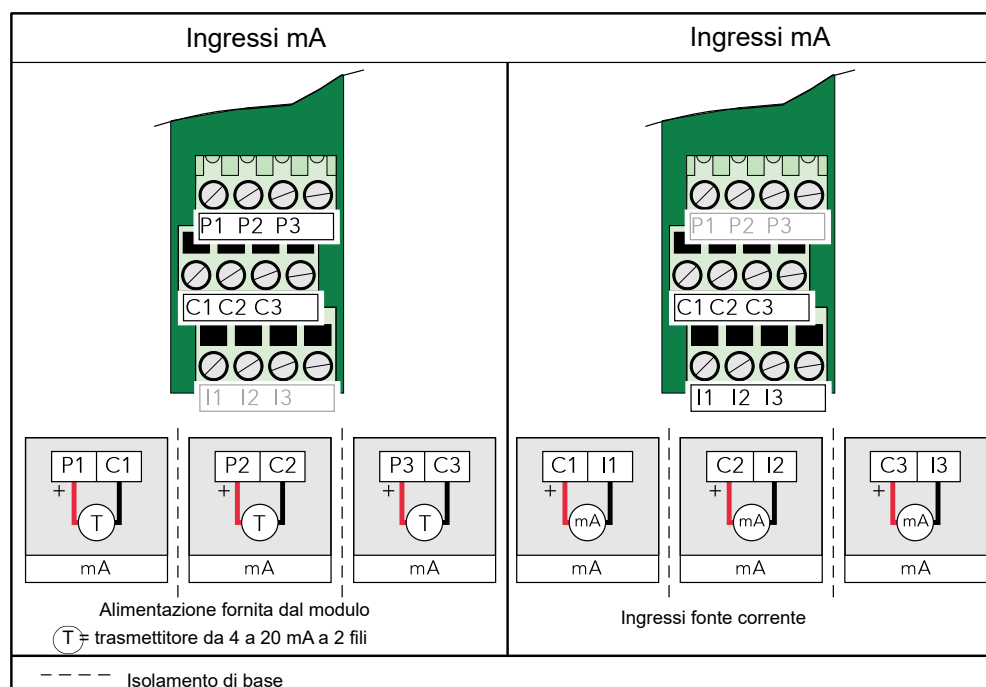 Ingressi mA
Ingressi mA
P1 P2 P3
C1 C2 C3
I1 I2 I3
P1 P2 P3
C1 C2 C3
I1 I2 I3
P1 C1
+
T
mA
P2 C2
+
T
mA
P3 C3
+
T
mA
C1 I1
+
mA
mA
C2 I2
+
mA
mA
C3 I3
+
mA
mA
Alimentazione fornita dal modulo
T = trasmettitore da 4 a 20 mA a 2 fili
Ingressi fonte corrente
Isolamento di base